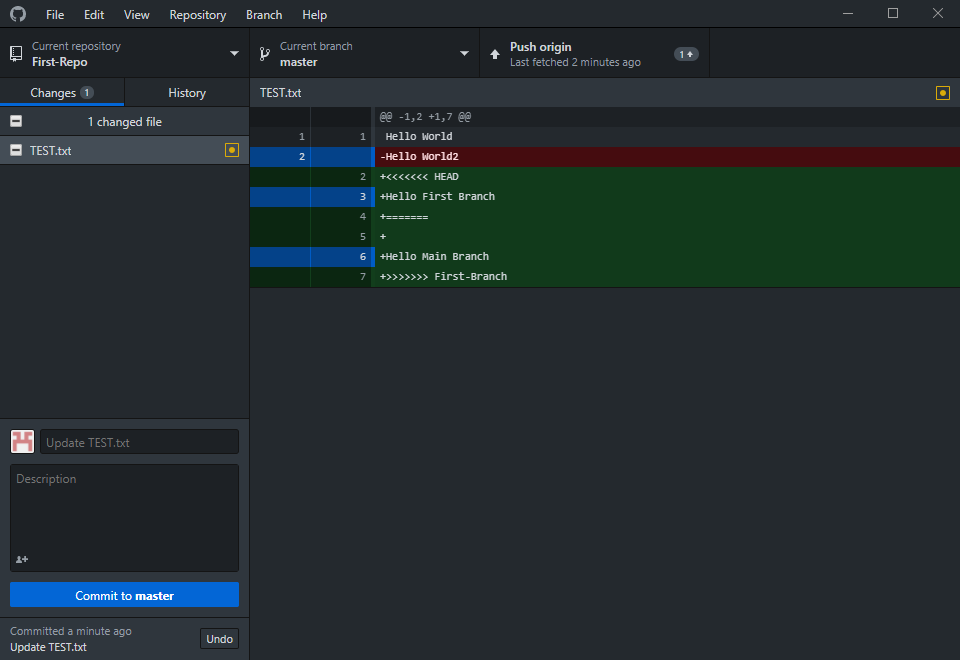 File Edit View Repository Branch Help
Current repository
First-Repo
Current branch
master
Push origin
Last fetched 2 minutes ago
1
Changes 1
History
1 changed file
TEST.txt
TEST.txt
@@ -1,2 +1,7 @@
1 1 Hello World
2 -Hello World2
2 +<<<<<<< HEAD
3 +Hello First Branch
4 +=======
5 +
6 +Hello Main Branch
7 +>>>>>>> First-Branch
Update TEST.txt
Description
Commit to master
Committed a minute ago
Update TEST.txt
Undo